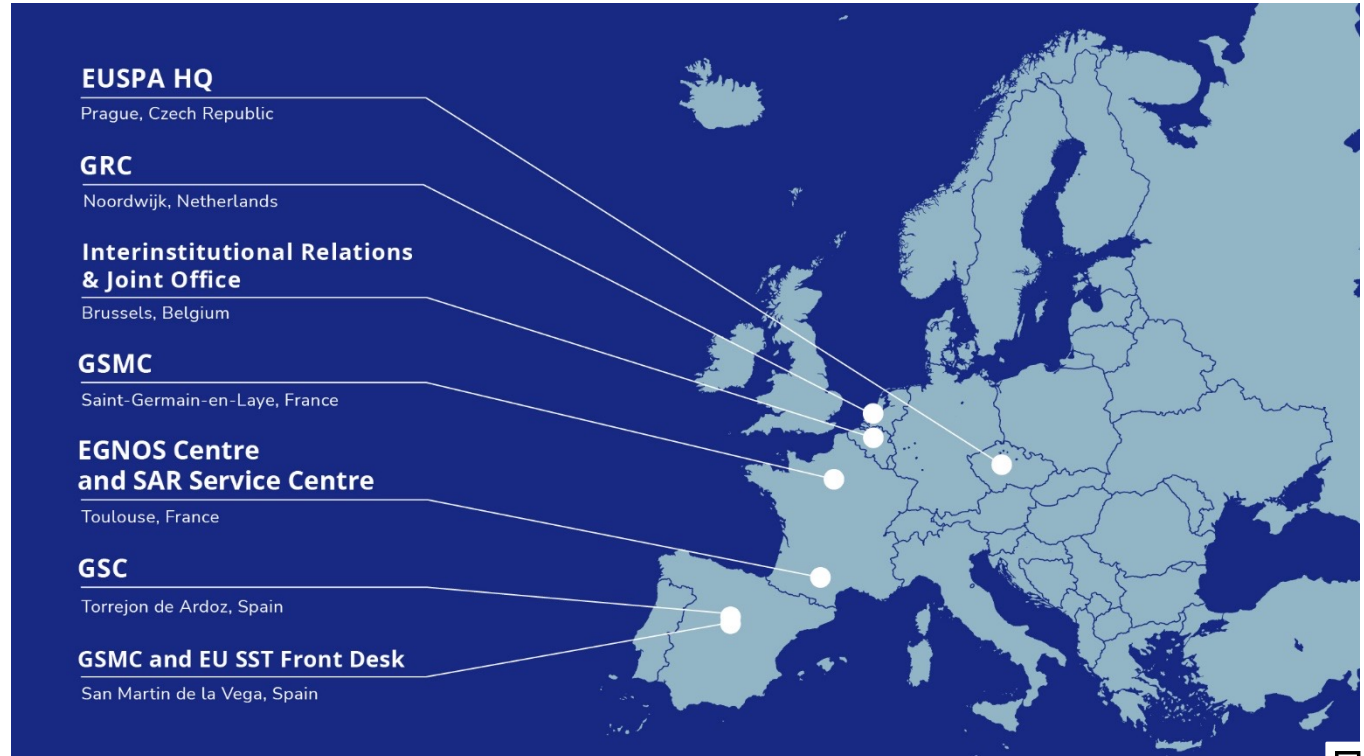 EUSPA HQ
Prague, Czech Republic
GRC
Noordwijk, Netherlands
Interinstitutional Relations
& Joint Office
Brussels, Belgium
GSMC
Saint-Germain-en-Laye, France
EGNOS Centre
and SAR Service Centre
Toulouse, France
GSC
Torrejon de Ardoz, Spain
GSMC and EU SST Front Desk
San Martin de la Vega, Spain